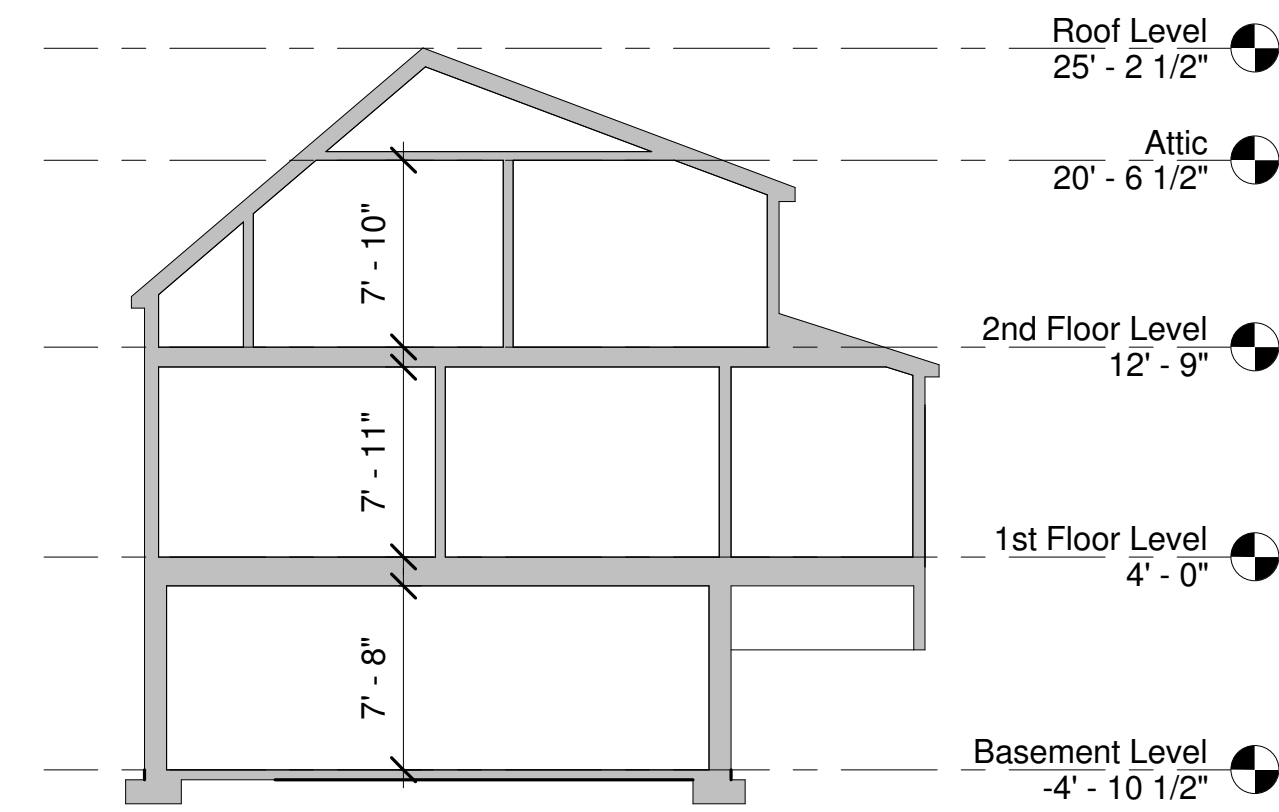 Roof Level
25' - 2 1/2"
Attic
20' - 6 1/2"
7' - 10"
2nd Floor Level
12' - 9"
7' - 11"
1st Floor Level
4' - 0"
7' - 8"
Basement Level
-4' - 10 1/2"